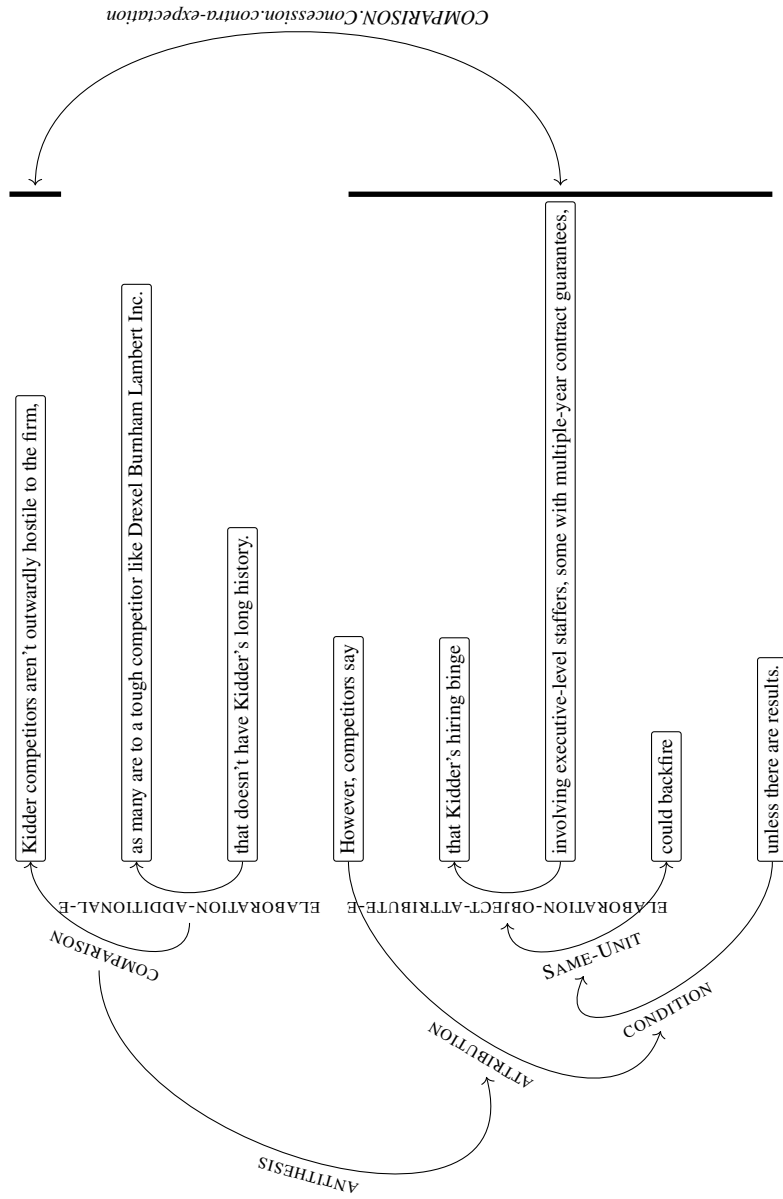 COMPARISON.Concession.contra-expectation
Kidder competitors aren't outwardly hostile to the firm,
as many are to a tough competitor like Drexel Burnham Lambert Inc.
that doesn't have Kidder's long history.
However, competitors say
that Kidder's hiring binge
involving executive-level staffers, some with multiple-year contract guarantees,
could backfire
unless there are results.
ELABORATION-ADDITIONAL-E
ELABORATION-OBJECT-ATTRIBUTE-E
COMPARISON
SAME-UNIT
CONDITION
ATTRIBUTION
ANTITHESIS